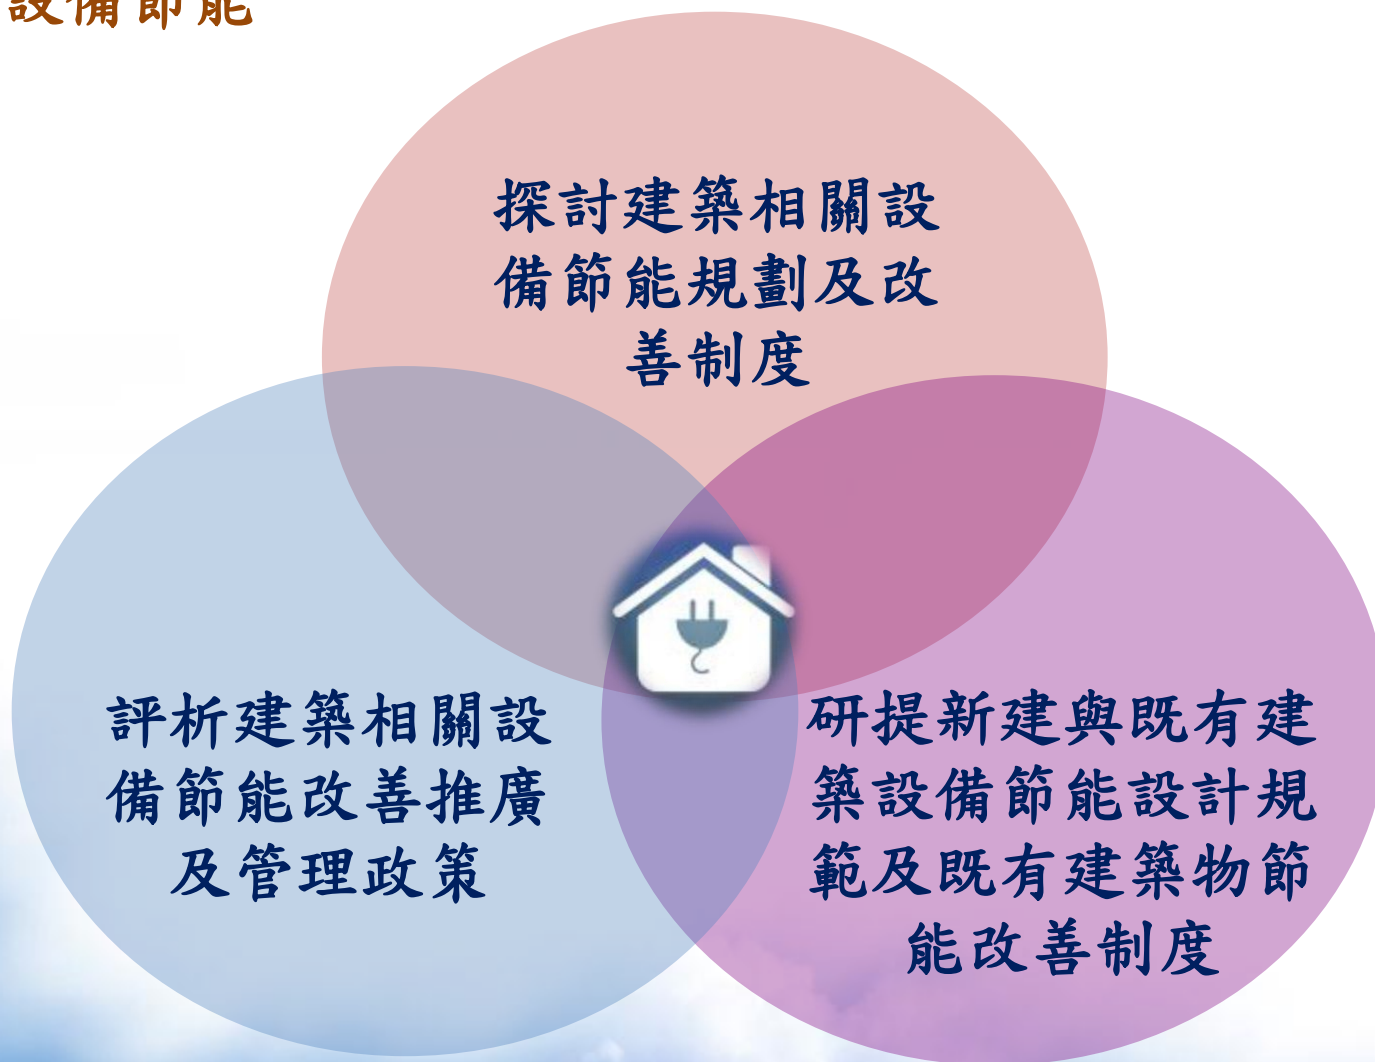 設備節能
探討建築相關設
備節能規劃及改
善制度
評析建築相關設
備節能改善推廣
及管理政策
研提新建與既有建
築設備節能設計規
範及既有建築物節
能改善制度